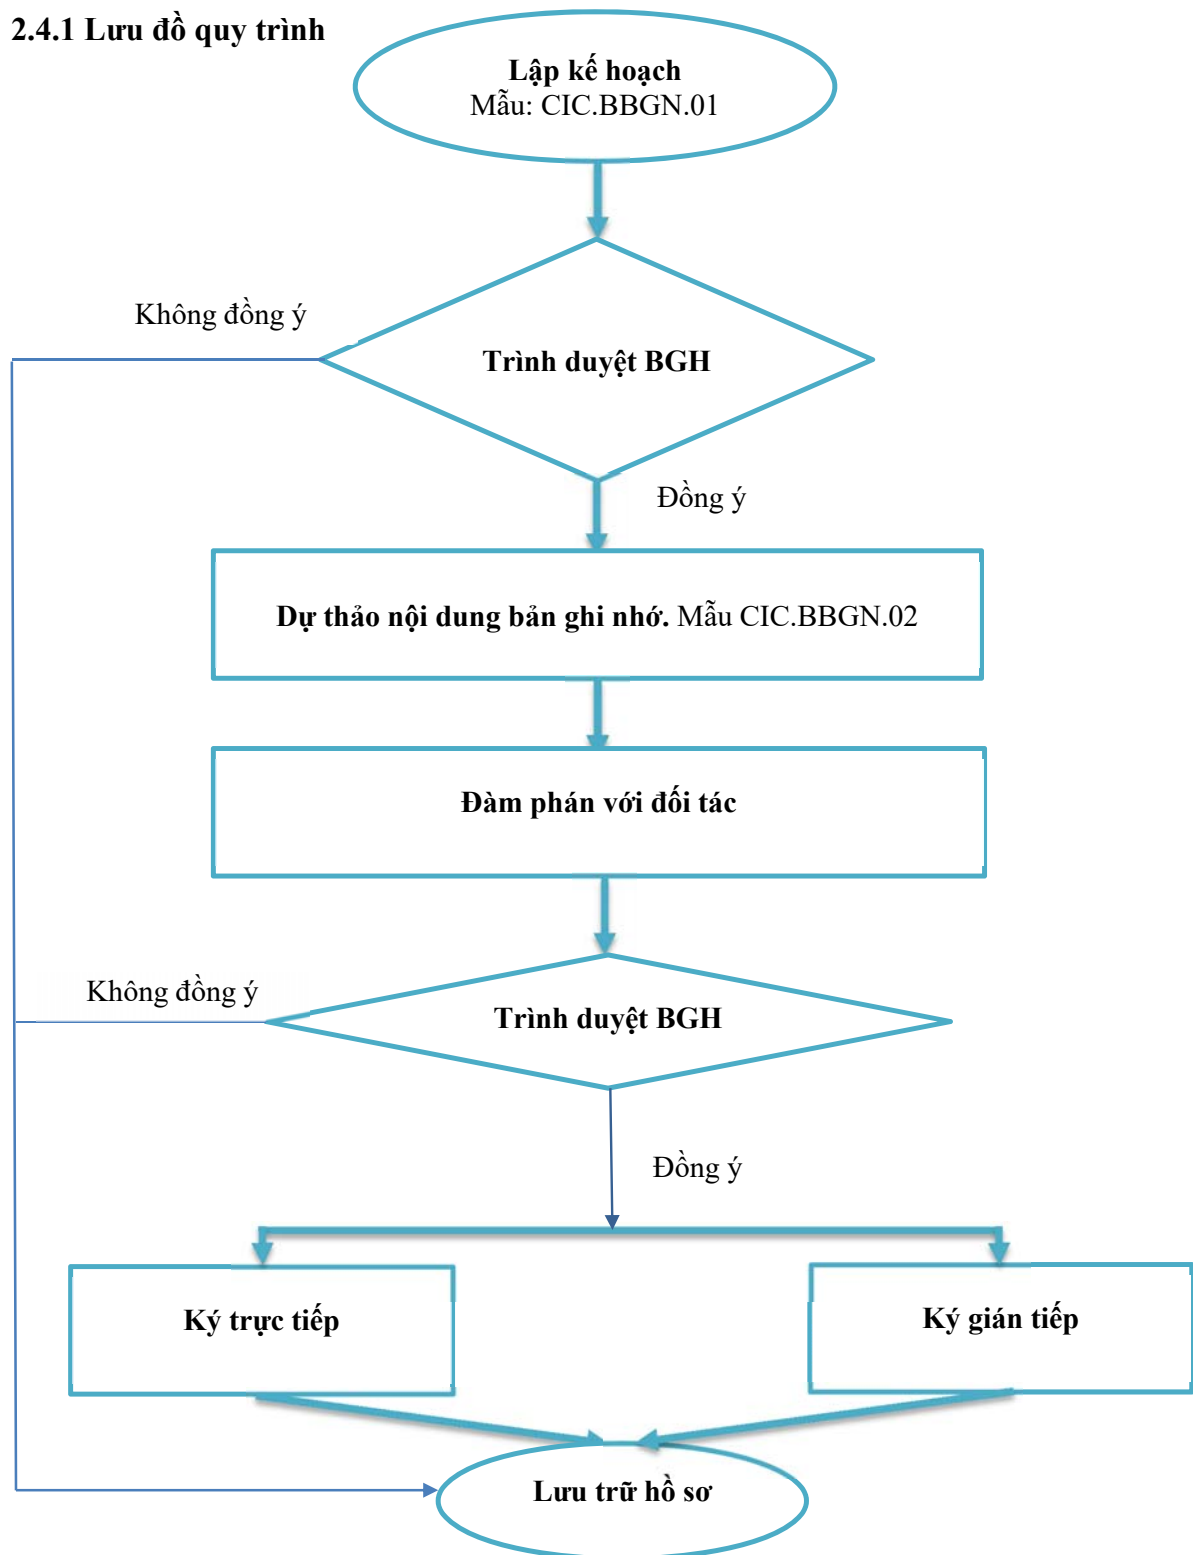 2.4.1 Lưu đồ quy trình
Lập kế hoạch
Mẫu: CIC.BBGN.01
Không đồng ý
Trình duyệt BGH
Đồng ý
Dự thảo nội dung bản ghi nhớ. Mẫu CIC.BBGN.02
Đàm phán với đối tác
Không đồng ý
Trình duyệt BGH
Đồng ý
Ký trực tiếp
Ký gián tiếp
Lưu trữ hồ sơ